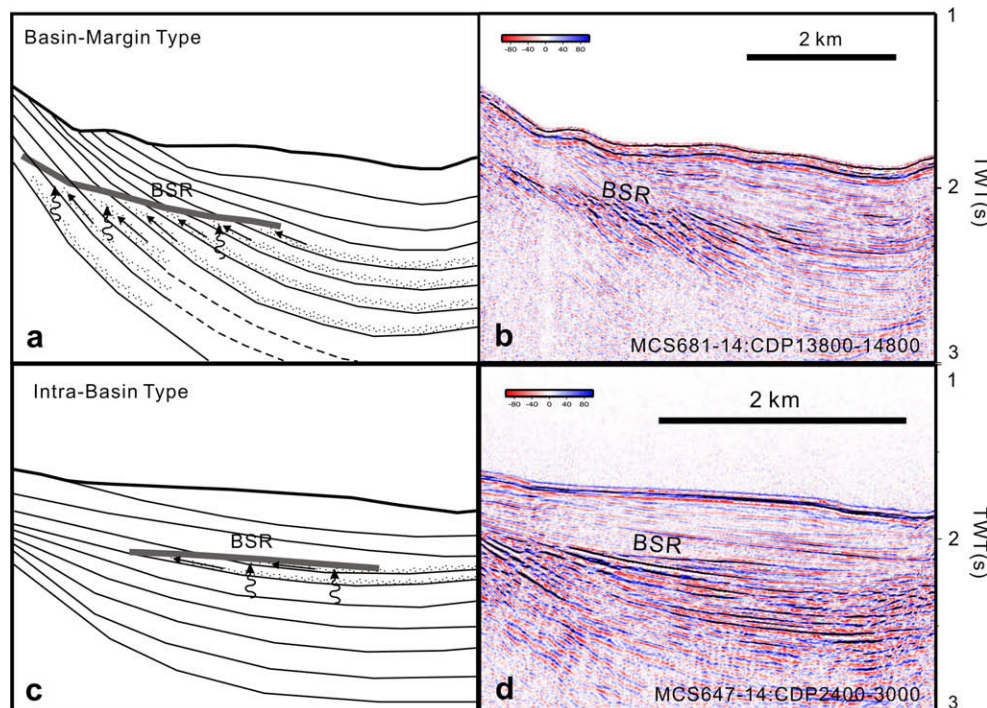 Basin-Margin Type
BSR
a
-80 -40 0 40 80
2 km
BSR
b
MCS681-14:CDP13800-14800
1
2
TWT(s)
3
Intra-Basin Type
BSR
c
-80 -40 0 40 80
2 km
BSR
d
MCS647-14:CDP2400-3000
1
2
TWT(s)
3